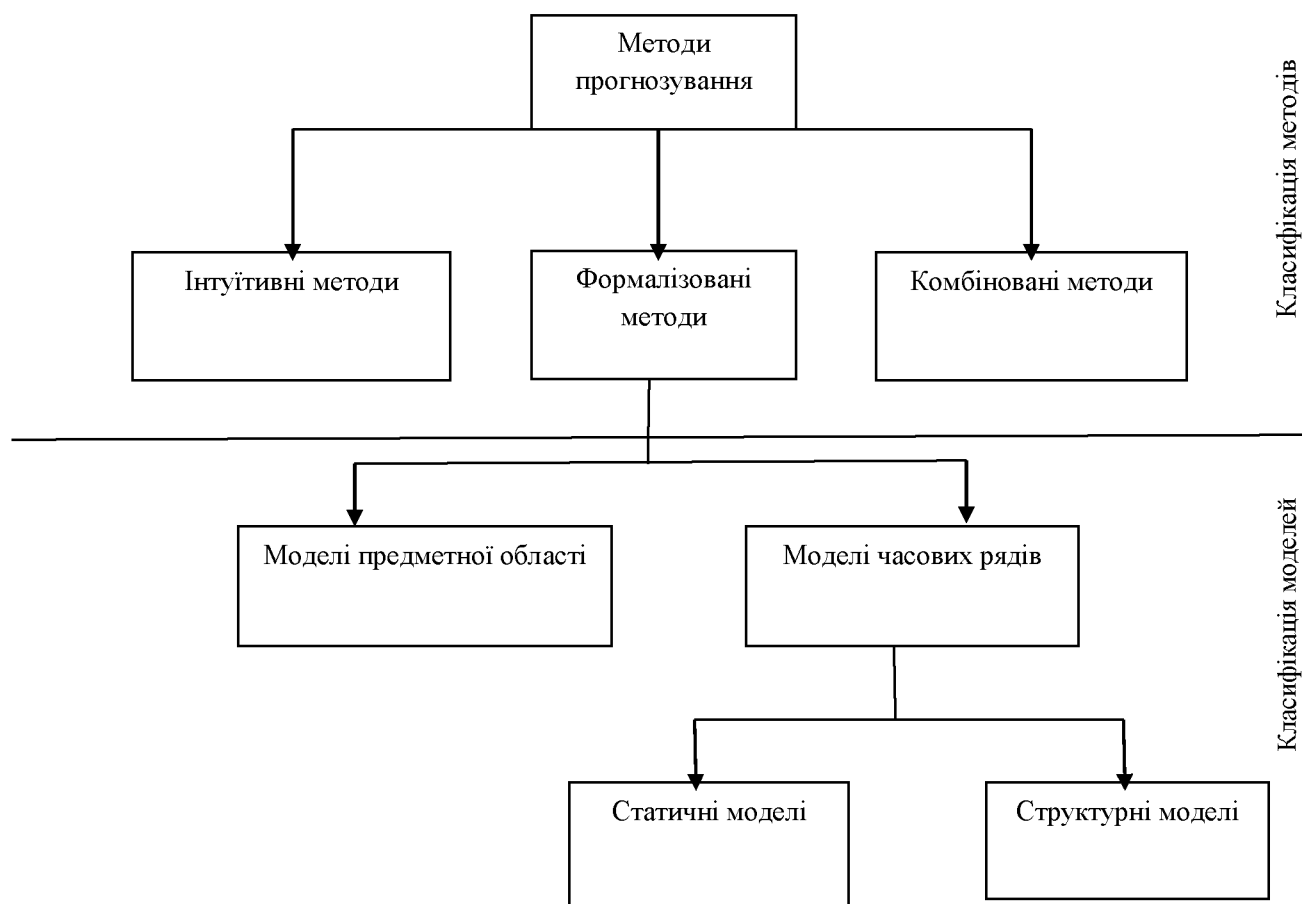 Методи
прогнозування
Класифікація методів
Інтуїтивні методи
Формалізовані
методи
Комбіновані методи
Моделі предметної області
Моделі часових рядів
Класифікація моделей
Статичні моделі
Структурні моделі